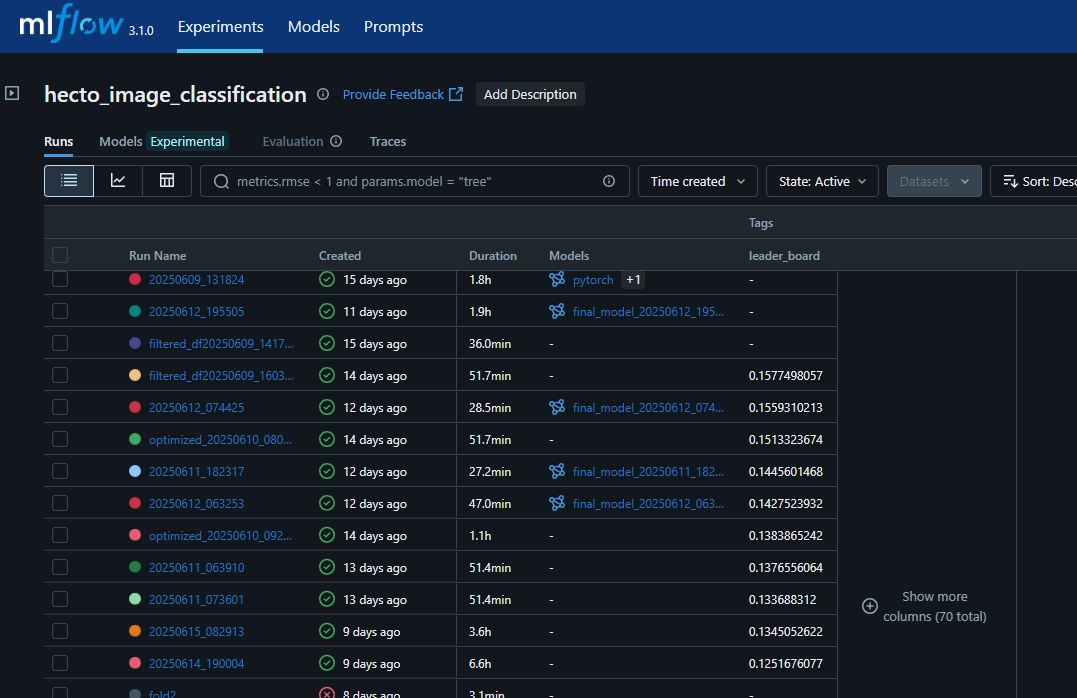 mlflow 3.1.0 Experiments Models Prompts
hecto_image_classification Provide Feedback Add Description
Runs Models Experimental Evaluation Traces
metrics.rmse < 1 and params.model = "tree" Time created State: Active Datasets Sort: Desc
Tags
Run Name Created Duration Models leader_board
20250609_131824 15 days ago 1.8h pytorch +1 -
20250612_195505 11 days ago 1.9h final_model_20250612_195... -
filtered_df20250609_1417... 15 days ago 36.0min - -
filtered_df20250609_1603... 14 days ago 51.7min - 0.1577498057
20250612_074425 12 days ago 28.5min final_model_20250612_074... 0.1559310213
optimized_20250610_080... 14 days ago 51.7min - 0.1513323674
20250611_182317 12 days ago 27.2min final_model_20250611_182... 0.1445601468
20250612_063253 12 days ago 47.0min final_model_20250612_063... 0.1427523932
optimized_20250610_092... 14 days ago 1.1h - 0.1383865242
20250611_063910 13 days ago 51.4min - 0.1376556064
20250611_073601 13 days ago 51.4min - 0.133688312
Show more
columns (70 total)
20250615_082913 9 days ago 3.6h - 0.1345052622
20250614_190004 9 days ago 6.6h - 0.1251676077
fold2 8 days ago 3.1min - -